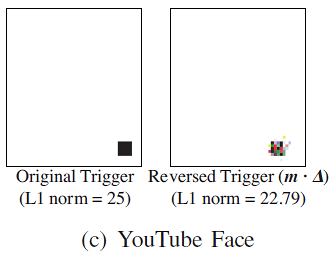 Original Trigger
(L1 norm = 25)
Reversed Trigger (m · Δ)
(L1 norm = 22.79)
(c) YouTube Face